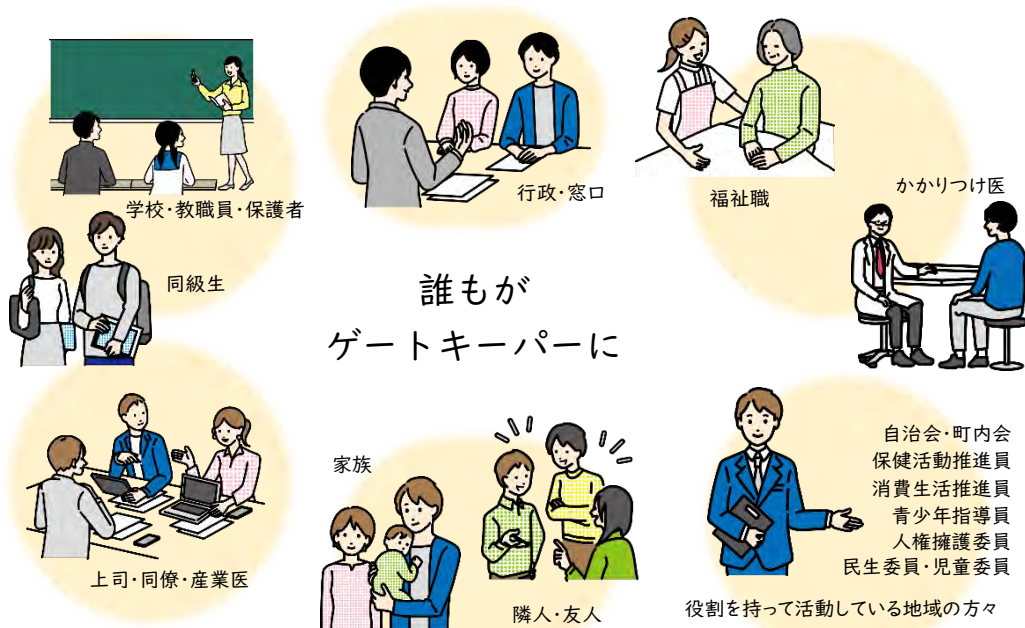 学校・教職員・保護者
行政・窓口
福祉職
かかりつけ医
同級生
誰もが
ゲートキーパーに
上司・同僚・産業医
家族
隣人・友人
自治会・町内会
保健活動推進員
消費生活推進員
青少年指導員
人権擁護委員
民生委員・児童委員
役割を持って活動している地域の方々